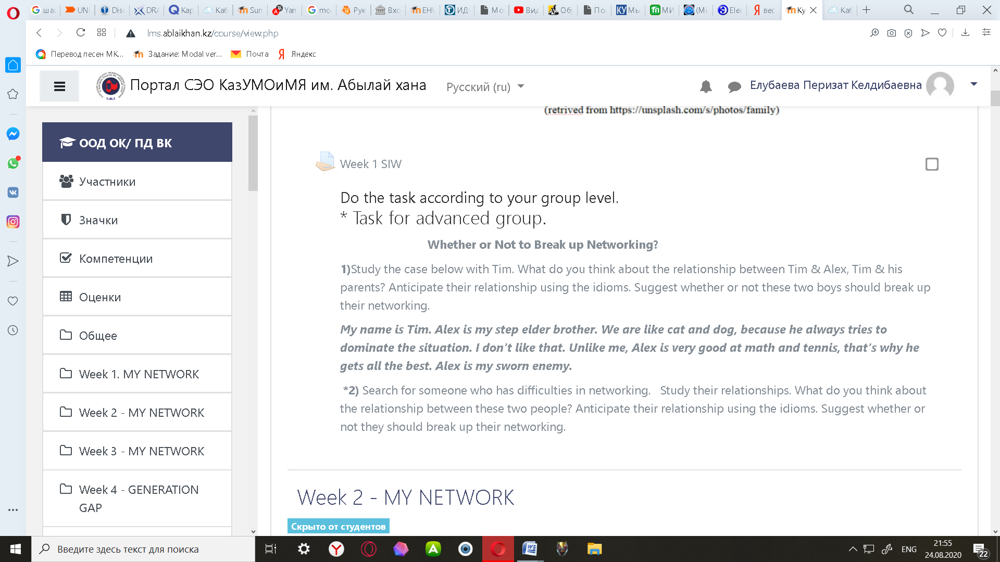 ша
UNI
Disc
DRA
Кар
Каб
Sun
Yan
mo
Рук
Вхо
EHU
ИД
Мо
Вид
Обу
Пос
Мы
МИ
(Mi
Elea
вес
Ку
Каб
lms.ablaikhan.kz/course/view.php
Перевод песен МК...
Задание: Modal ver...
Почта
Яндекс
Портал СЭО КазУМОиМЯ им. Абылай хана
Русский (ru)
Елубаева Перизат Келдибаевна
(retrived from https://unsplash.com/s/photos/family)
ООД ОК/ ПД ВК
Участники
Значки
Компетенции
Оценки
Общее
Week 1. MY NETWORK
Week 2 - MY NETWORK
Week 3 - MY NETWORK
Week 4 - GENERATION
GAP
Week 1 SIW
Do the task according to your group level.
* Task for advanced group.
Whether or Not to Break up Networking?
1)Study the case below with Tim. What do you think about the relationship between Tim & Alex, Tim & his
parents? Anticipate their relationship using the idioms. Suggest whether or not these two boys should break up
their networking.
My name is Tim. Alex is my step elder brother. We are like cat and dog, because he always tries to
dominate the situation. I don't like that. Unlike me, Alex is very good at math and tennis, that's why he
gets all the best. Alex is my sworn enemy.
*2) Search for someone who has difficulties in networking. Study their relationships. What do you think about
the relationship between these two people? Anticipate their relationship using the idioms. Suggest whether or
not they should break up their networking.
Week 2 - MY NETWORK
Скрыто от студентов
Введите здесь текст для поиска
ENG
21:55
24.08.2020
22